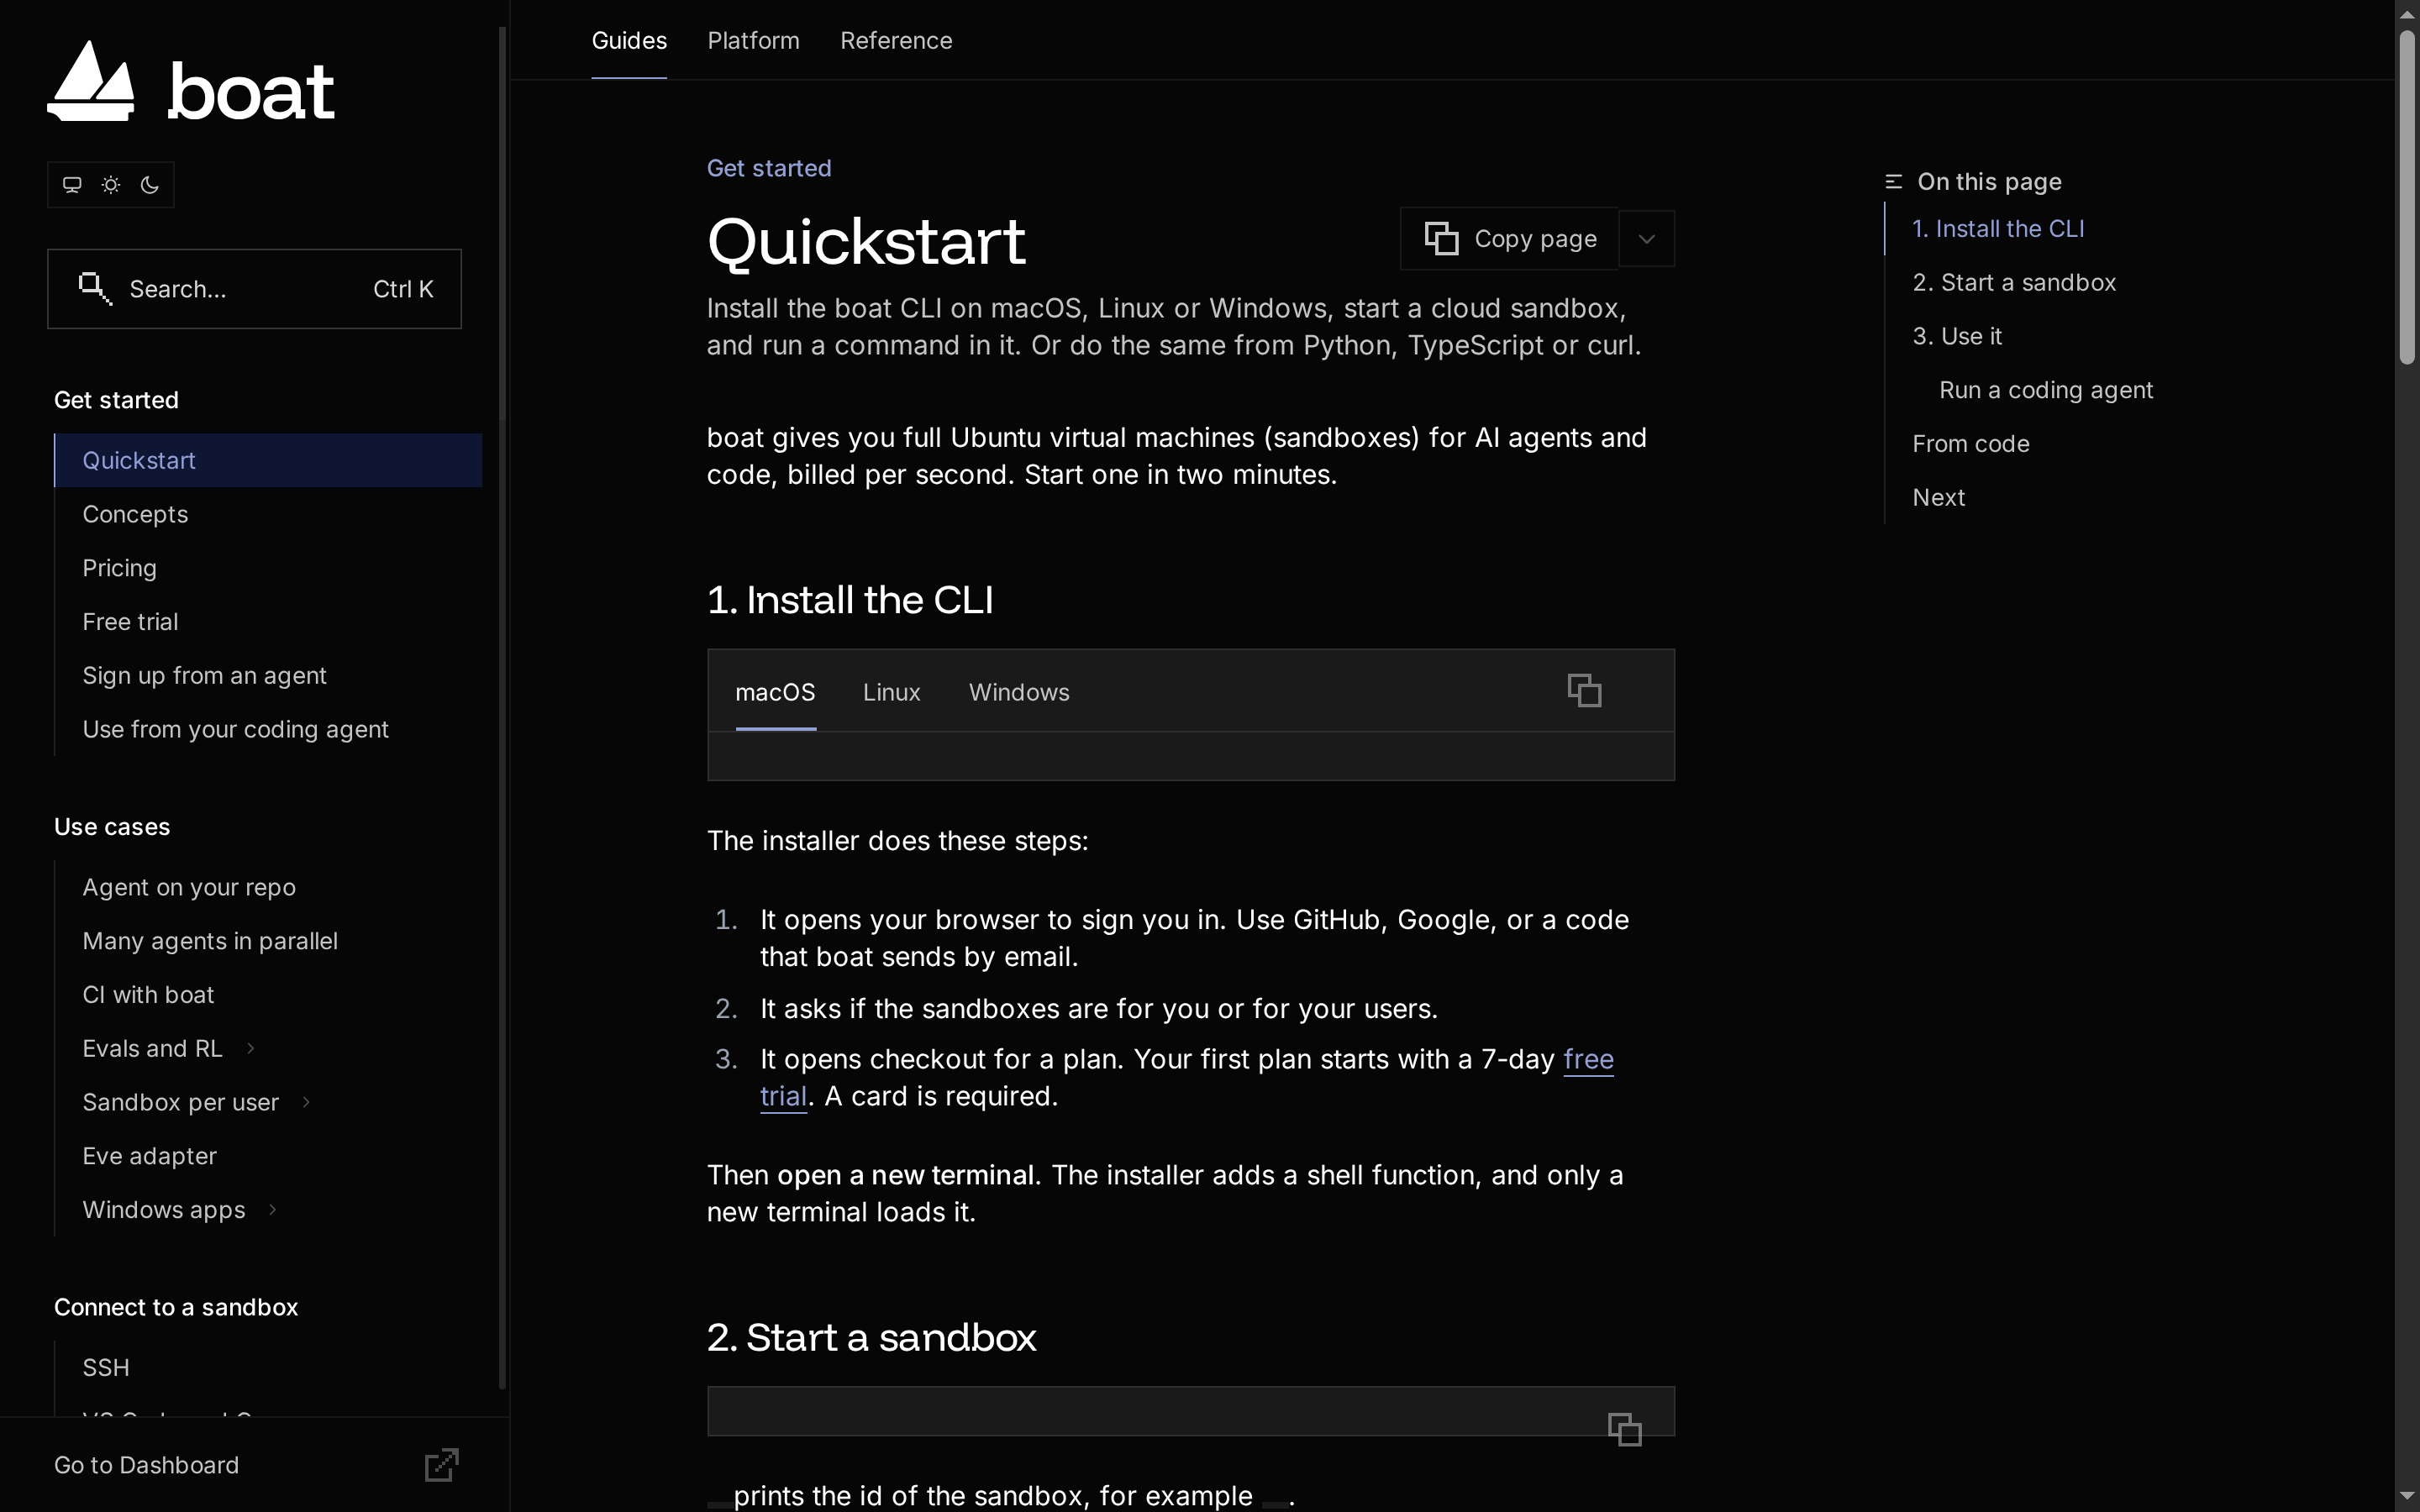 boat
Search...
Ctrl K
Get started
Quickstart
Concepts
Pricing
Free trial
Sign up from an agent
Use from your coding agent
Use cases
Agent on your repo
Many agents in parallel
CI with boat
Evals and RL
Sandbox per user
Eve adapter
Windows apps
Connect to a sandbox
SSH
Go to Dashboard
Guides
Platform
Reference
Get started
Quickstart
Copy page
Install the boat CLI on macOS, Linux or Windows, start a cloud sandbox,
and run a command in it. Or do the same from Python, TypeScript or curl.
boat gives you full Ubuntu virtual machines (sandboxes) for AI agents and
code, billed per second. Start one in two minutes.
1. Install the CLI
macOS
Linux
Windows
The installer does these steps:
1. It opens your browser to sign you in. Use GitHub, Google, or a code
that boat sends by email.
2. It asks if the sandboxes are for you or for your users.
3. It opens checkout for a plan. Your first plan starts with a 7-day free
trial. A card is required.
Then open a new terminal. The installer adds a shell function, and only a
new terminal loads it.
2. Start a sandbox
prints the id of the sandbox, for example .
On this page
1. Install the CLI
2. Start a sandbox
3. Use it
Run a coding agent
From code
Next